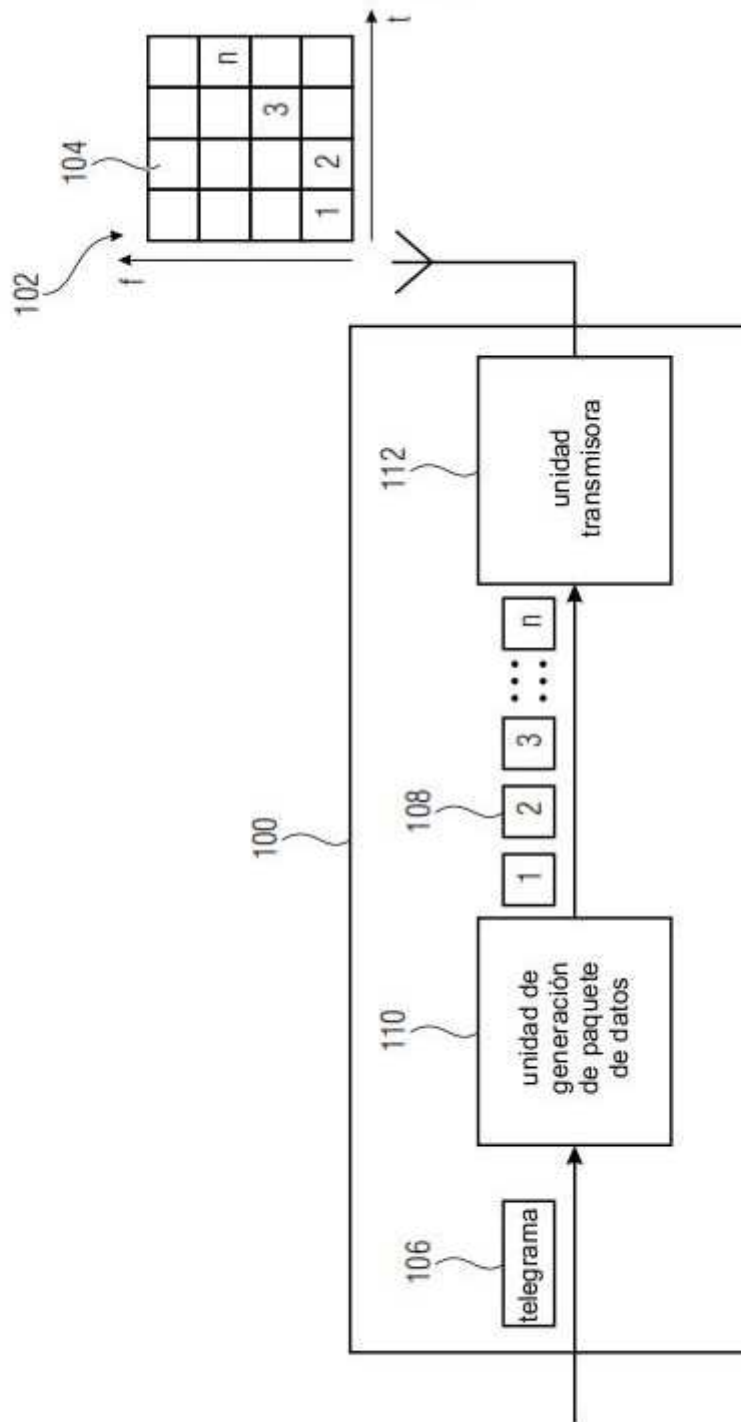 100
106
telegrama
110
unidad de
generación
de paquete
de datos
108
1 2 3 n
112
unidad
transmisora
102
104
f
n
3
1 2
t